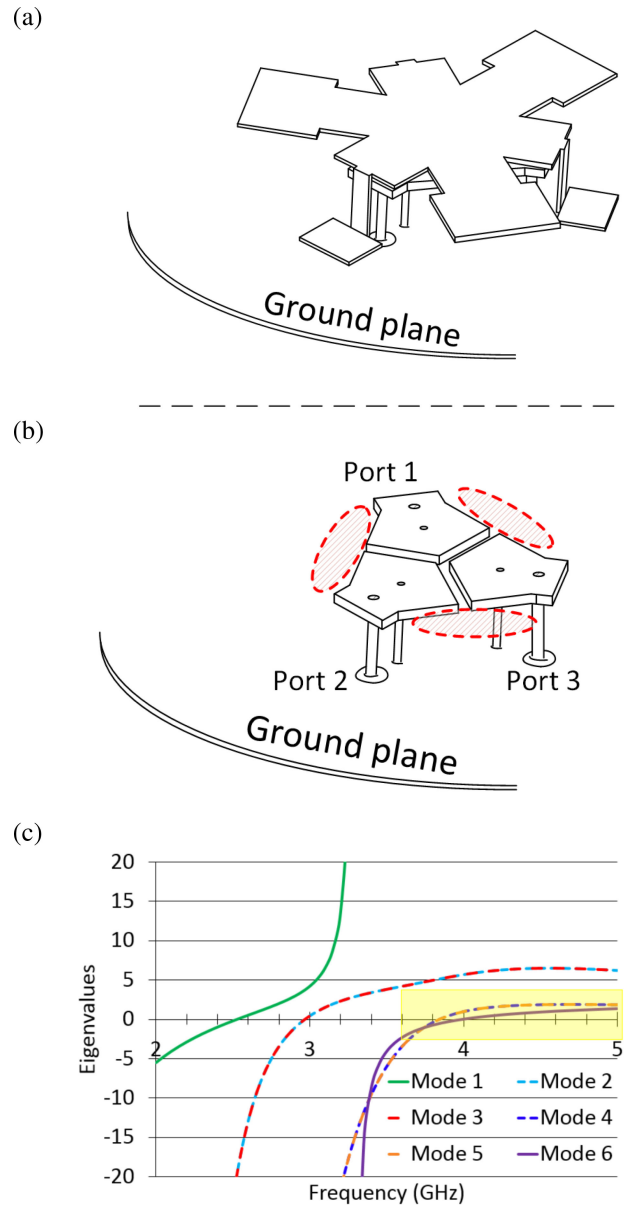 (a)
Ground plane
(b)
Port 1
Port 2
Port 3
Ground plane
(c)
20
15
10
5
0
-5
-10
-15
-20
2
3
4
5
Eigenvalues
Mode 1
Mode 2
Mode 3
Mode 4
Mode 5
Mode 6
Frequency (GHz)